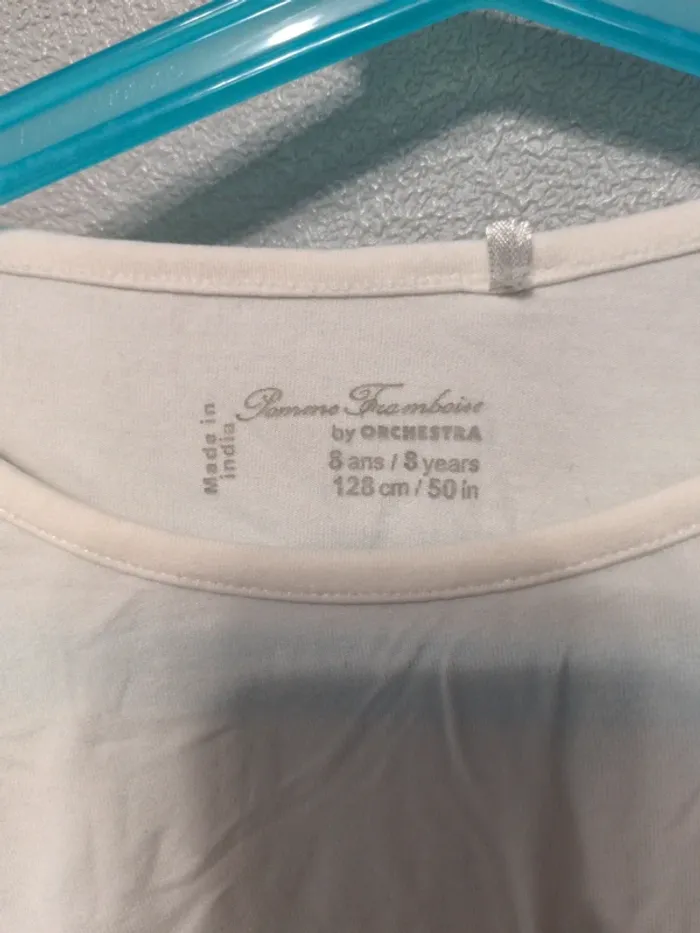 Pomme Framboise
by ORCHESTRA
8 ans / 8 years
128 cm / 50 in
Made in
india